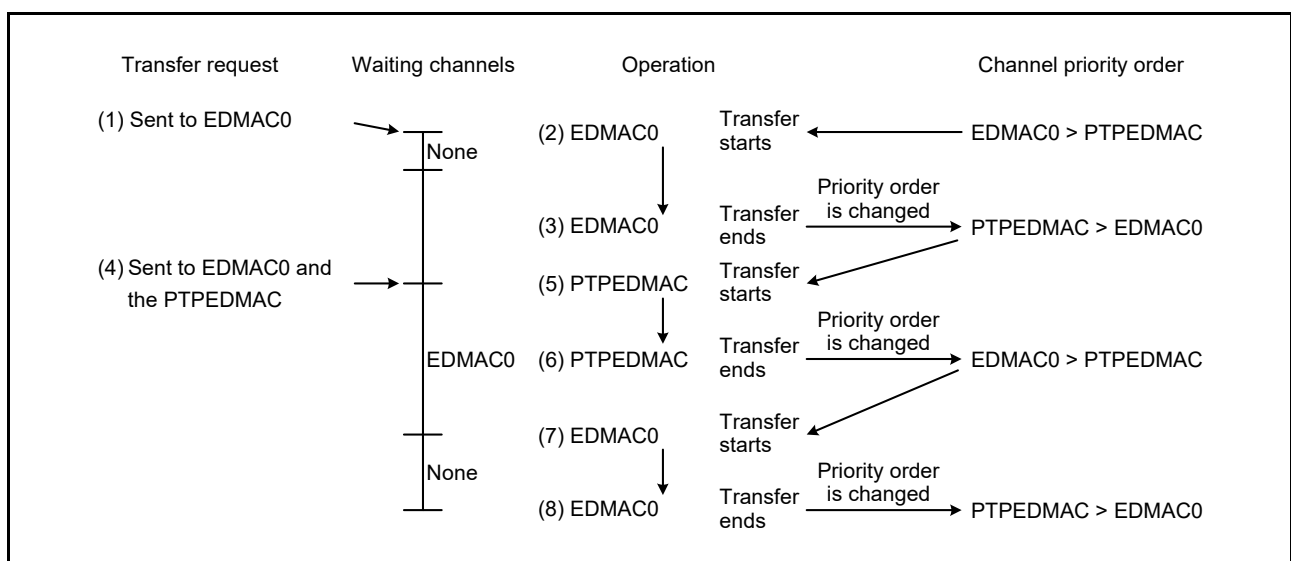 Transfer request Waiting channels Operation Channel priority order
(1) Sent to EDMAC0
None
(2) EDMAC0
Transfer
starts
EDMAC0 > PTPEDMAC
(3) EDMAC0
Transfer
ends
Priority order
is changed
PTPEDMAC > EDMAC0
(4) Sent to EDMAC0 and
the PTPEDMAC
(5) PTPEDMAC
Transfer
starts
EDMAC0
(6) PTPEDMAC
Transfer
ends
Priority order
is changed
EDMAC0 > PTPEDMAC
(7) EDMAC0
Transfer
starts
None
(8) EDMAC0
Transfer
ends
Priority order
is changed
PTPEDMAC > EDMAC0